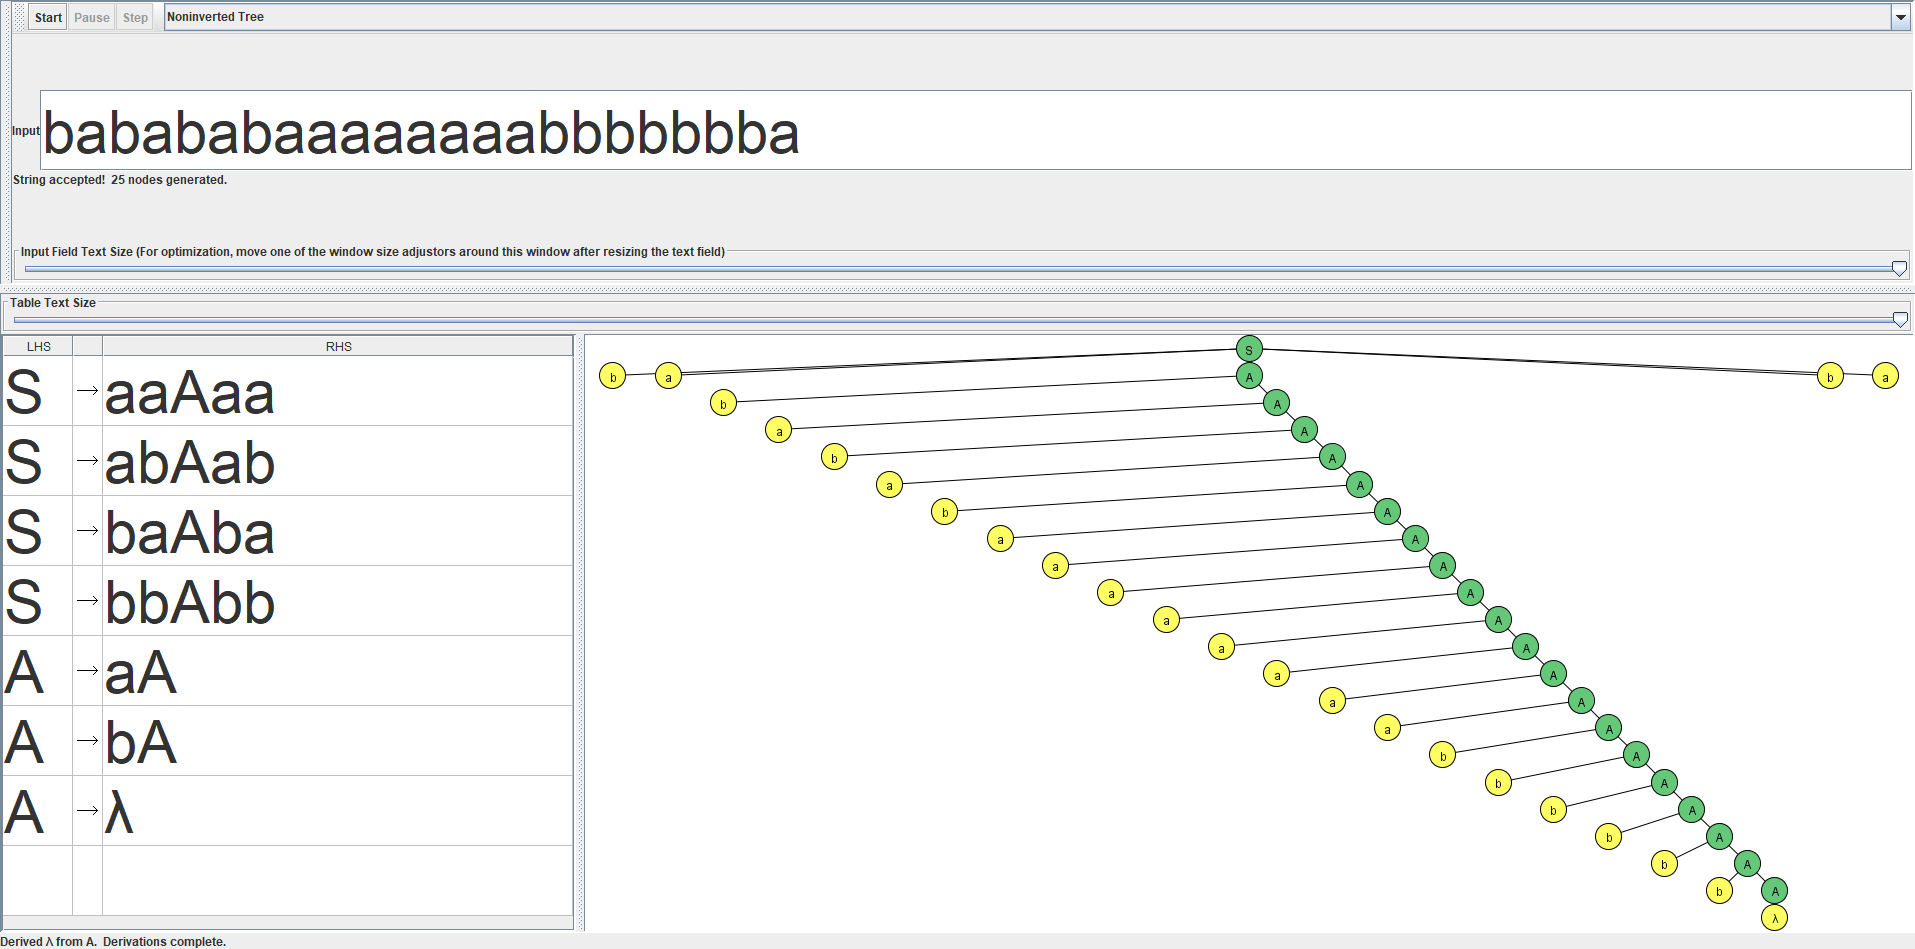 Start Pause Step Noninverted Tree
Input bababab​aaaaaaaabbbbbbba
String accepted! 25 nodes generated.
Input Field Text Size (For optimization, move one of the window size adjustors around this window after resizing the text field)
Table Text Size
LHS RHS
S → aaAaa
S → abAab
S → baAba
S → bbAbb
A → aA
A → bA
A → λ
S
b a A b a
b A
a A
b A
a A
b A
a A
a A
a A
a A
a A
a A
a A
a A
b A
b A
b A
b A
b A
b A
λ
Derived Λ from A. Derivations complete.